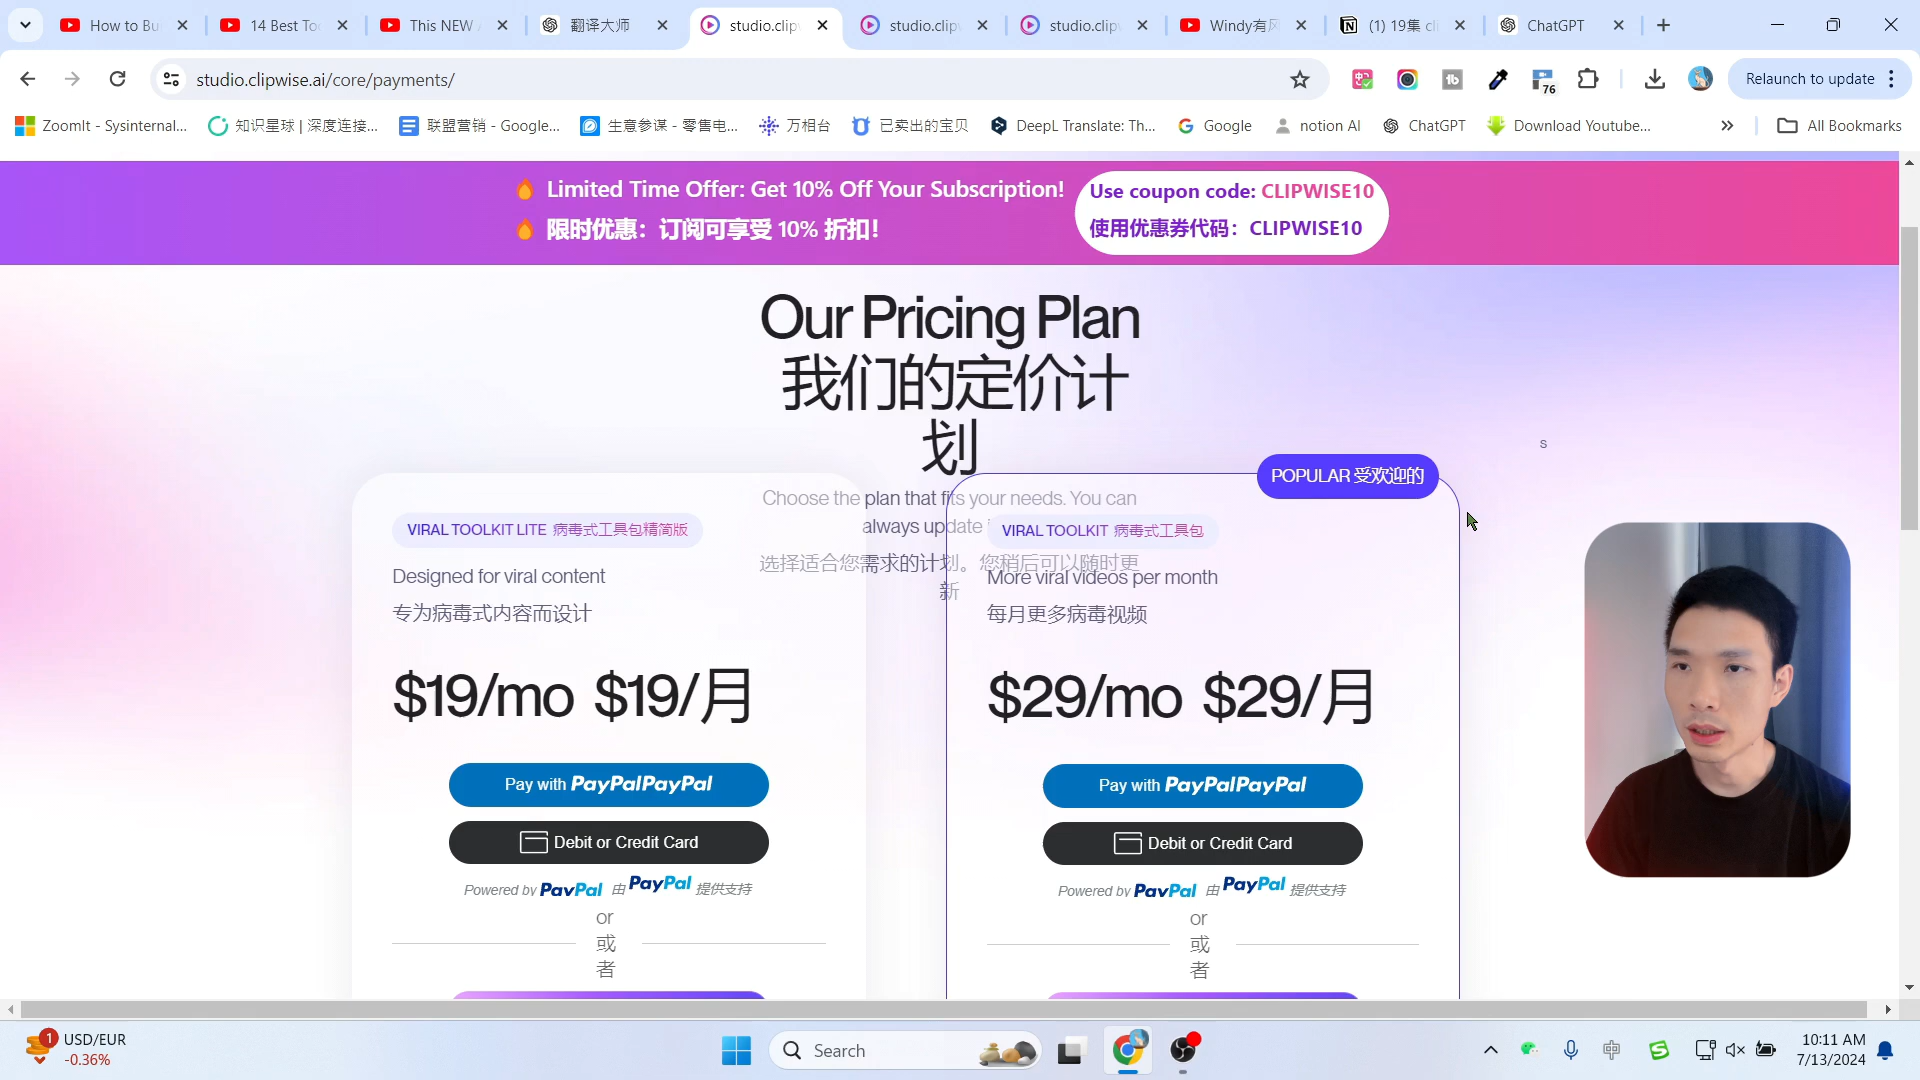 How to Bu
14 Best To
This NEW
翻译大师
studio.clip
studio.clip
studio.clip
Windy有风
(1) 19集 cli
ChatGPT
studio.clipwise.ai/core/payments/
76
Relaunch to update
ZoomIt - Sysinternal...
知识星球 | 深度连接...
联盟营销 - Google...
生意参谋 - 零售电...
万相台
已卖出的宝贝
DeepL Translate: Th...
Google
notion AI
ChatGPT
Download Youtube...
All Bookmarks
Limited Time Offer: Get 10% Off Your Subscription!
限时优惠：订阅可享受 10% 折扣！
Use coupon code: CLIPWISE10
使用优惠券代码：CLIPWISE10
Our Pricing Plan
我们的定价计
划
Choose the plan that fits your needs. You can
always update
选择适合您需求的计划。您稍后可以随时更
新
s
VIRAL TOOLKIT LITE 病毒式工具包精简版
Designed for viral content
专为病毒式内容而设计
$19/mo $19/月
Pay with PayPalPayPal
Debit or Credit Card
Powered by PayPal 由 PayPal 提供支持
or
或
者
POPULAR 受欢迎的
VIRAL TOOLKIT 病毒式工具包
More viral videos per month
每月更多病毒视频
$29/mo $29/月
Pay with PayPalPayPal
Debit or Credit Card
Powered by PayPal 由 PayPal 提供支持
or
或
者
1
USD/EUR
-0.36%
Search
中
10:11 AM
7/13/2024